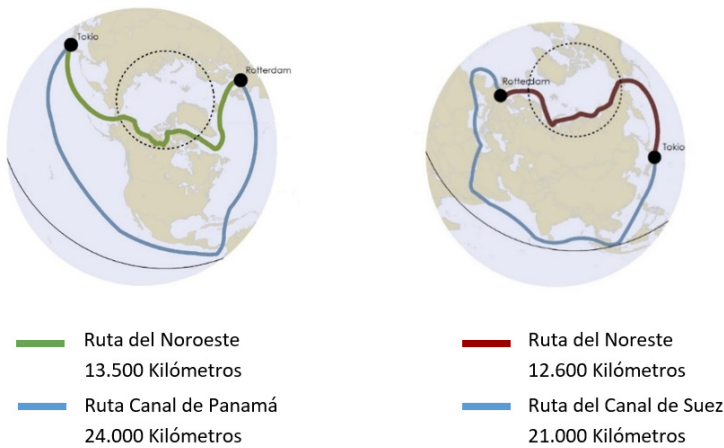 Tokio
Rotterdam
Rotterdam
Tokio
Ruta del Noroeste
13.500 Kilómetros
Ruta Canal de Panamá
24.000 Kilómetros
Ruta del Noreste
12.600 Kilómetros
Ruta del Canal de Suez
21.000 Kilómetros